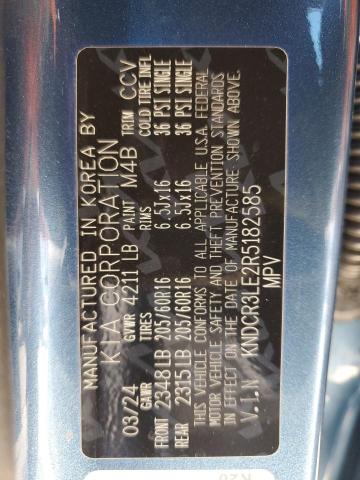 MANUFACTURED IN KOREA BY
KIA CORPORATION
03/24 GVWR 4211 LB PAINT M4B TRIM CCV
GAWR TIRES RIMS COLD TIRE INFL
FRONT 2348 LB 205/60R16 6.5JX16 36 PSI SINGLE
REAR 2315 LB 205/60R16 6.5JX16 36 PSI SINGLE
THIS VEHICLE CONFORMS TO ALL APPLICABLE U.S.A. FEDERAL
MOTOR VEHICLE SAFETY AND THEFT PREVENTION STANDARDS
IN EFFECT ON THE DATE OF MANUFACTURE SHOWN ABOVE.
V.I.N KNDCR3LE2R5182585
MPV
K20